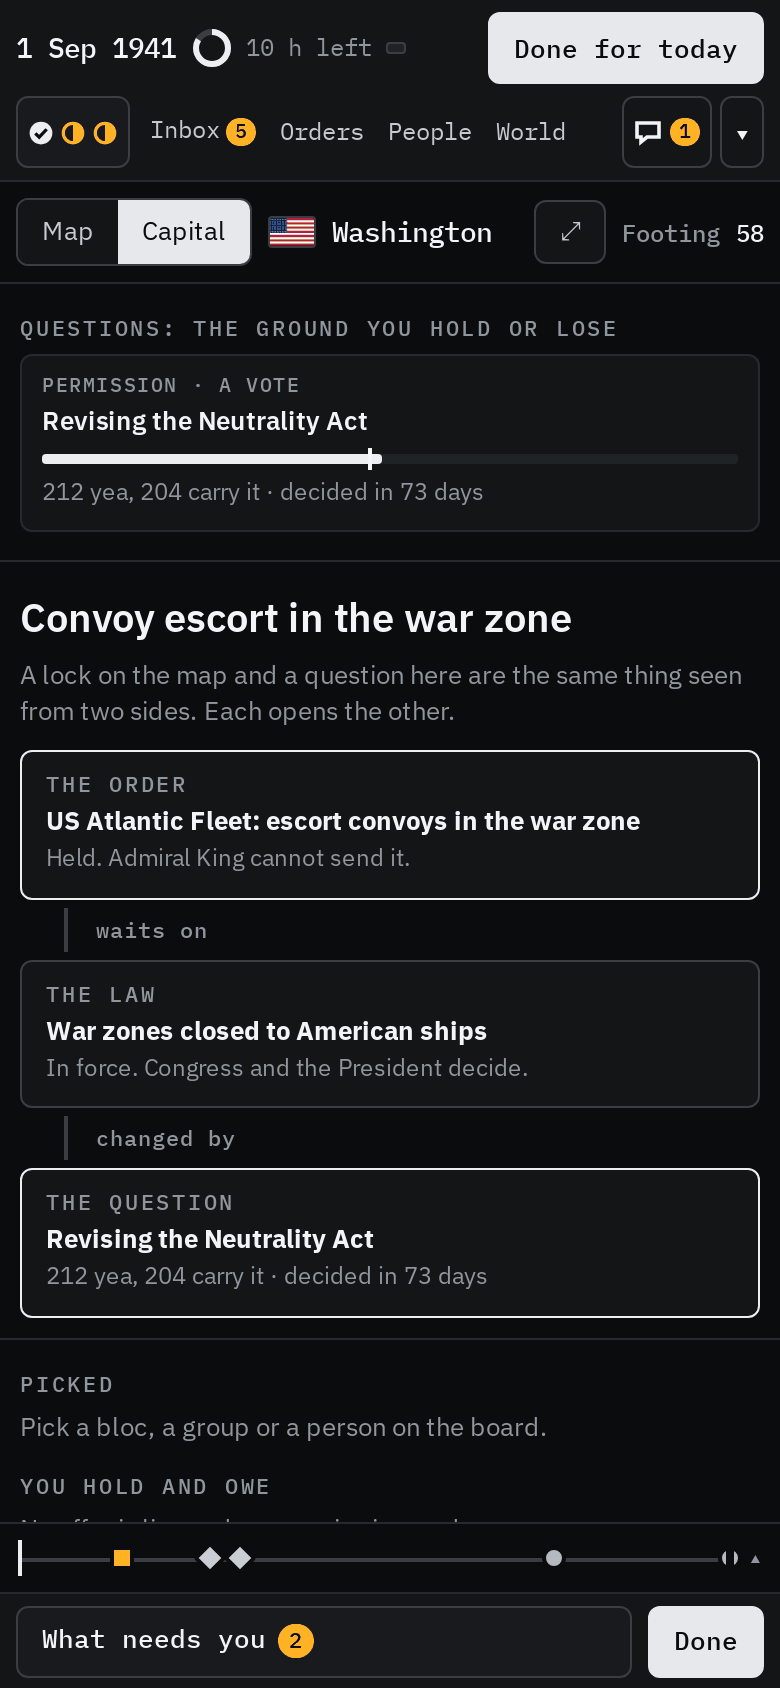 1 Sep 1941 10 h left Done for today
Inbox 5 Orders People World 1
Map Capital Washington Footing 58
QUESTIONS: THE GROUND YOU HOLD OR LOSE
PERMISSION · A VOTE
Revising the Neutrality Act
212 yea, 204 carry it · decided in 73 days
Convoy escort in the war zone
A lock on the map and a question here are the same thing seen
from two sides. Each opens the other.
THE ORDER
US Atlantic Fleet: escort convoys in the war zone
Held. Admiral King cannot send it.
waits on
THE LAW
War zones closed to American ships
In force. Congress and the President decide.
changed by
THE QUESTION
Revising the Neutrality Act
212 yea, 204 carry it · decided in 73 days
PICKED
Pick a bloc, a group or a person on the board.
YOU HOLD AND OWE
What needs you 2 Done